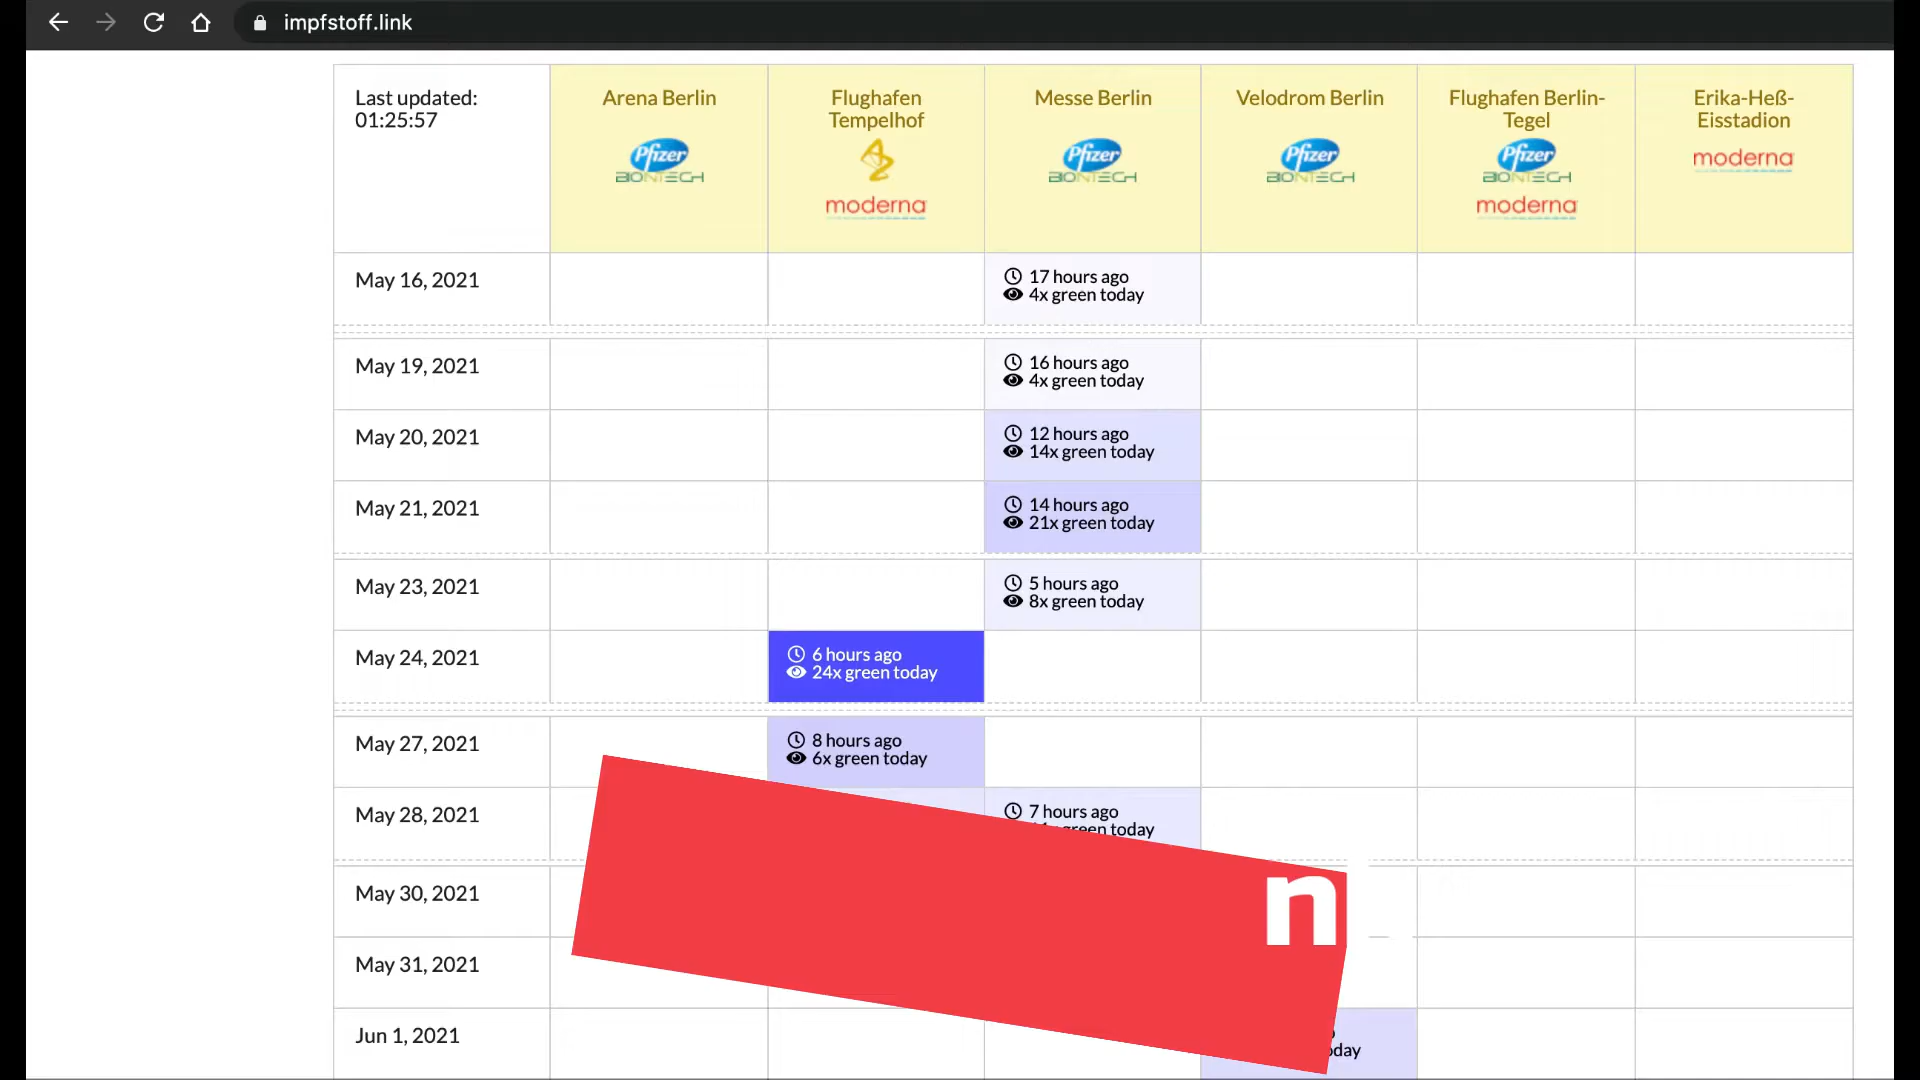 impfstoff.link
Last updated:
01:25:57
Arena Berlin
Pfizer
BIONTECH
Flughafen
Tempelhof
moderna
Messe Berlin
Pfizer
BIONTECH
Velodrom Berlin
Pfizer
BIONTECH
Flughafen Berlin-
Tegel
Pfizer
BIONTECH
moderna
Erika-Heß-
Eisstadion
moderna
May 16, 2021
17 hours ago
4x green today
May 19, 2021
16 hours ago
4x green today
May 20, 2021
12 hours ago
14x green today
May 21, 2021
14 hours ago
21x green today
May 23, 2021
5 hours ago
8x green today
May 24, 2021
6 hours ago
24x green today
May 27, 2021
8 hours ago
6x green today
May 28, 2021
7 hours ago
green today
May 30, 2021
n
May 31, 2021
Jun 1, 2021